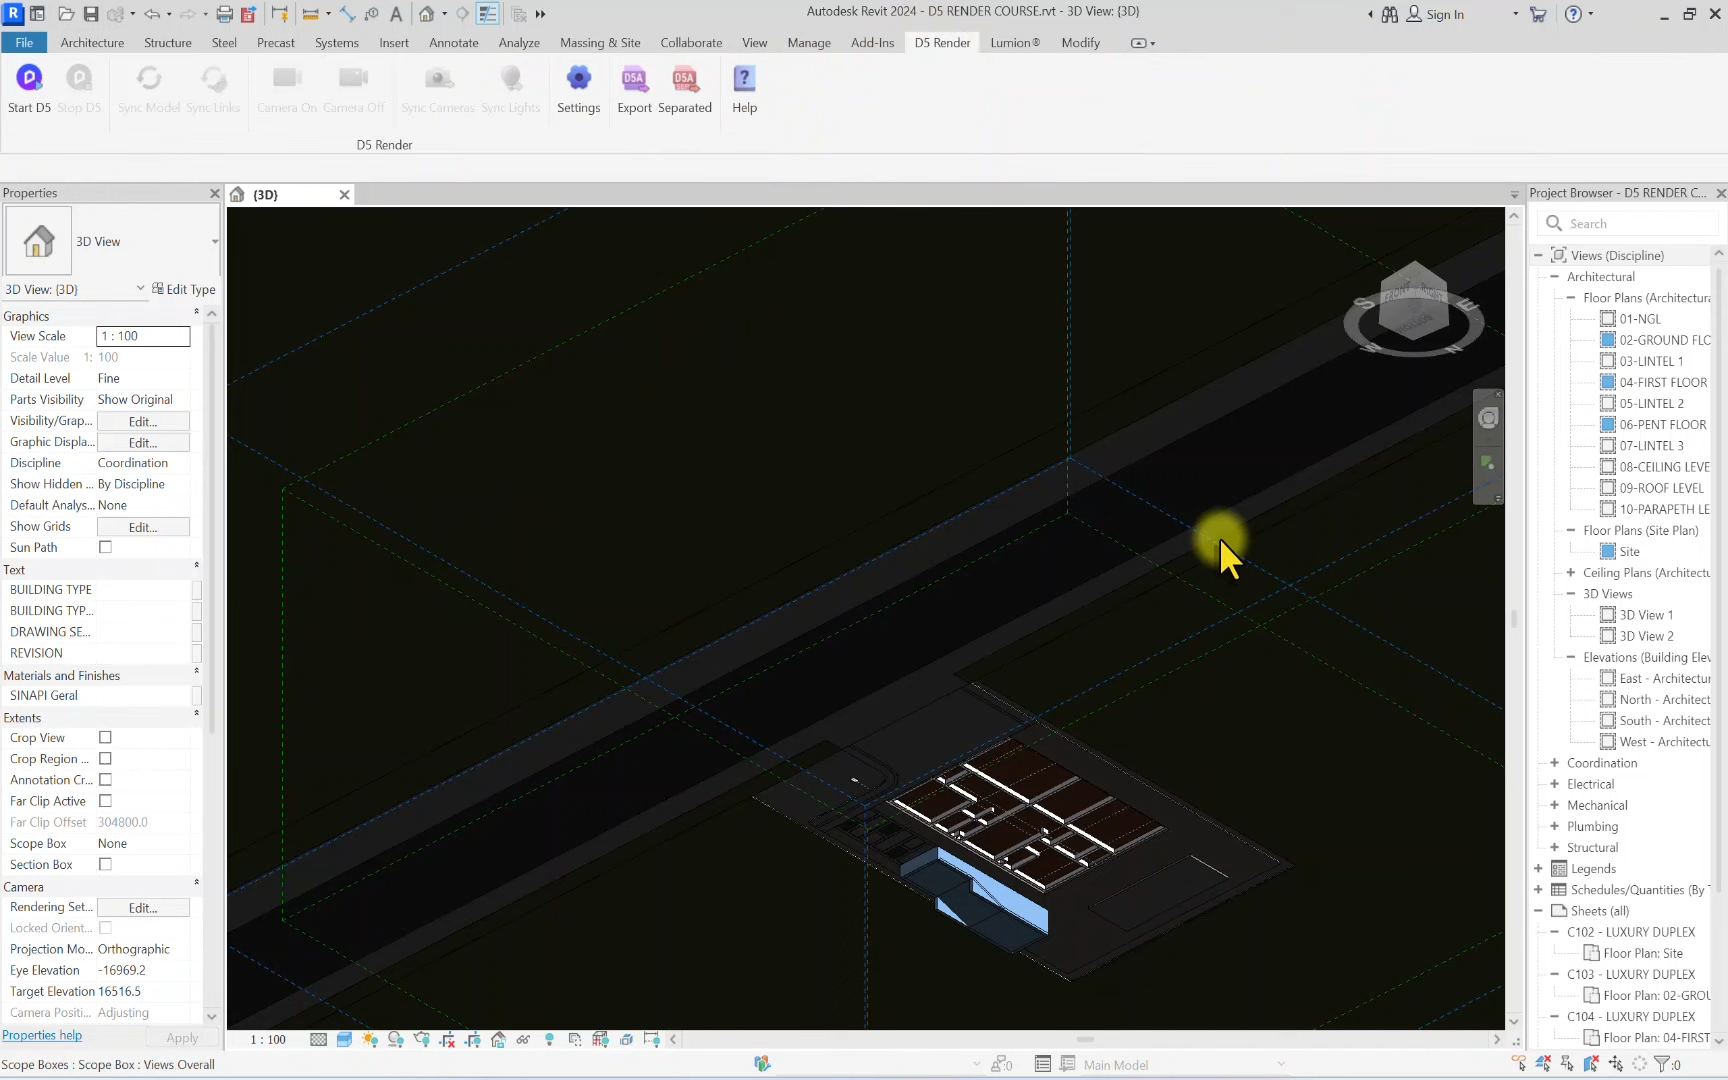 Autodesk Revit 2024 - D5 RENDER COURSE.rvt - 3D View: {3D}
Sign In
File Architecture Structure Steel Precast Systems Insert Annotate Analyze Massing & Site Collaborate View Manage Add-Ins D5 Render Lumion® Modify
Start D5 Stop D5 Sync Model Sync Links Camera On Camera Off Sync Cameras Sync Lights Settings Export Separated Help
D5 Render
Properties
3D View
3D View: {3D}
Edit Type
Graphics
View Scale 1 : 100
Scale Value 1: 100
Detail Level Fine
Parts Visibility Show Original
Visibility/Grap... Edit...
Graphic Displa... Edit...
Discipline Coordination
Show Hidden ... By Discipline
Default Analys... None
Show Grids Edit...
Sun Path
Text
BUILDING TYPE
BUILDING TYP...
DRAWING SE...
REVISION
Materials and Finishes
SINAPI Geral
Extents
Crop View
Crop Region ...
Annotation Cr...
Far Clip Active
Far Clip Offset 304800.0
Scope Box None
Section Box
Camera
Rendering Set... Edit...
Locked Orient...
Projection Mo... Orthographic
Eye Elevation -16969.2
Target Elevation 16516.5
Camera Positi... Adjusting
Properties help
Apply
{3D}
S
E
W
N
1 : 100
Project Browser - D5 RENDER C...
Search
Views (Discipline)
Architectural
Floor Plans (Architectura
01-NGL
02-GROUND FLO
03-LINTEL 1
04-FIRST FLOOR
05-LINTEL 2
06-PENT FLOOR
07-LINTEL 3
08-CEILING LEVE
09-ROOF LEVEL
10-PARAPETH LE
Floor Plans (Site Plan)
Site
Ceiling Plans (Architectu
3D Views
3D View 1
3D View 2
Elevations (Building Elev
East - Architectur
North - Architect
South - Architect
West - Architectu
Coordination
Electrical
Mechanical
Plumbing
Structural
Legends
Schedules/Quantities (By
Sheets (all)
C102 - LUXURY DUPLEX
Floor Plan: Site
C103 - LUXURY DUPLEX
Floor Plan: 02-GROU
C104 - LUXURY DUPLEX
Floor Plan: 04-FIRST
Scope Boxes : Scope Box : Views Overall
:0
Main Model
:0